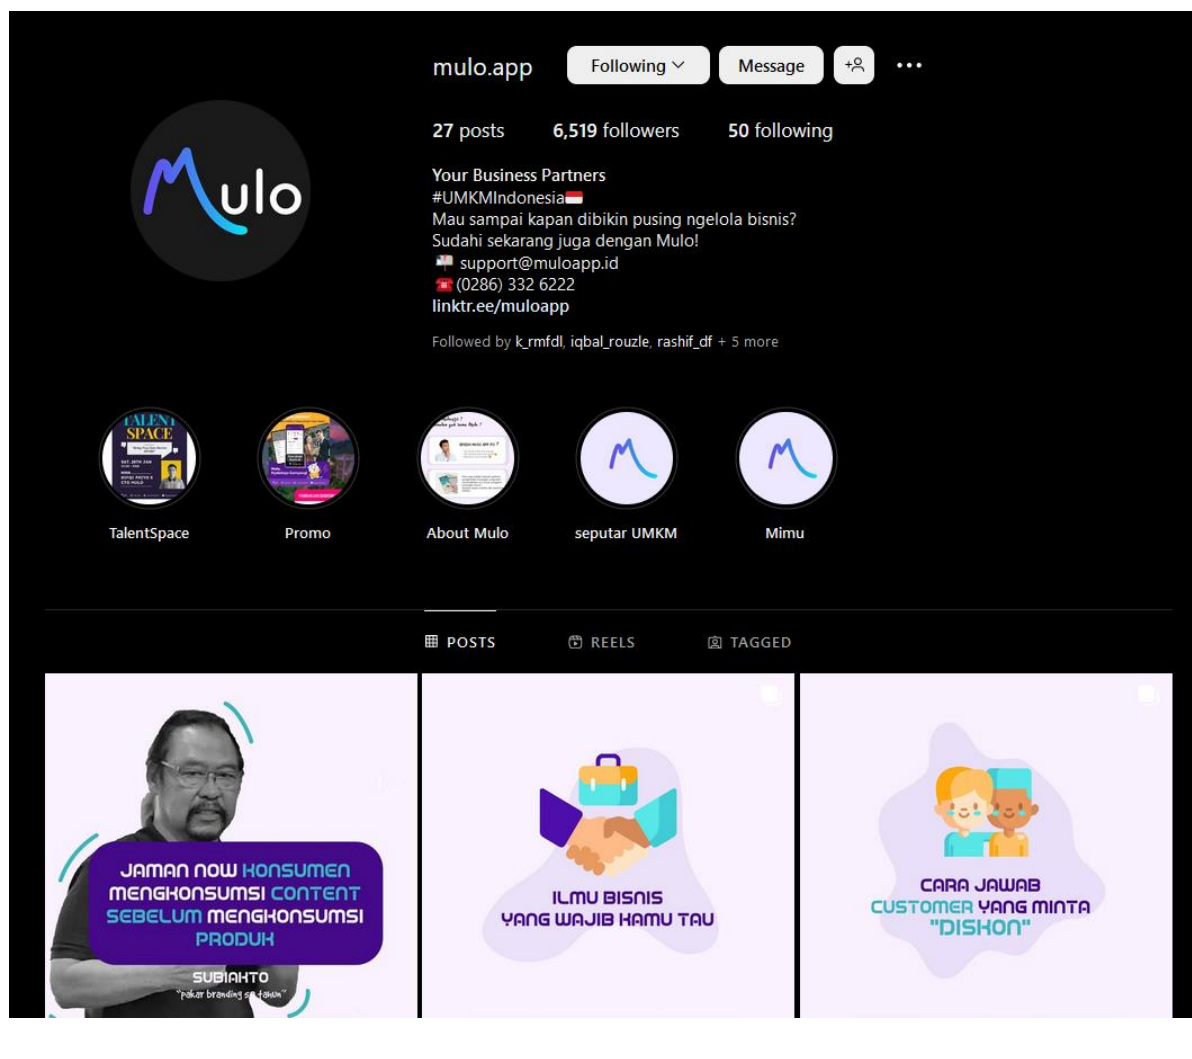 mulo.app
Following
Message
27 posts
6,519 followers
50 following
Mulo
Your Business Partners
#UMKMIndonesia
Mau sampai kapan dibikin pusing ngelola bisnis?
Sudahi sekarang juga dengan Mulo!
support@muloapp.id
(0286) 332 6222
linktr.ee/muloapp
Followed by k_rmfdl, iqbal_rouzle, rashif_df + 5 more
TALENT
SPACE
TalentSpace
Promo
About Mulo
seputar UMKM
Mimu
POSTS
REELS
TAGGED
JAMAN NOW KONSUMEN
MENGKONSUMSI CONTENT
SEBELUM MENGKONSUMSI
PRODUK
SUBIAKTO
ILMU BISNIS
YANG WAJIB KAMU TAU
CARA JAWAB
CUSTOMER YANG MINTA
"DISKON"